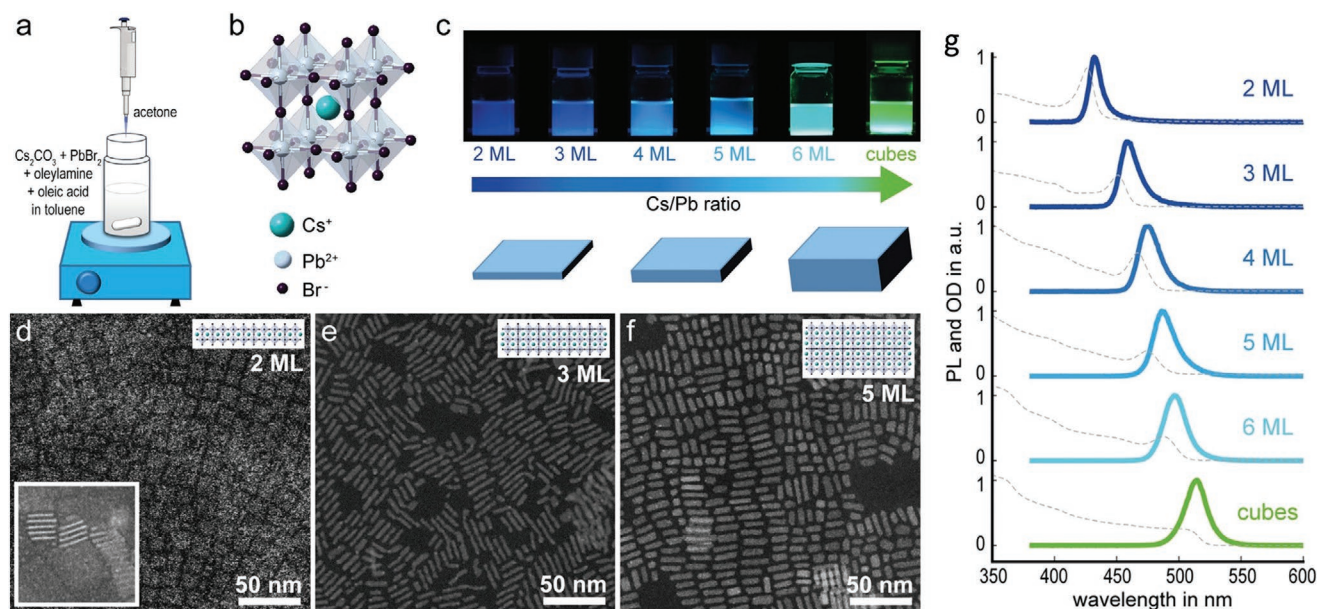 a
acetone
Cs₂CO₃ + PbBr₂
+ oleylamine
+ oleic acid
in toluene
b
Cs⁺
Pb²⁺
Br⁻
c
2 ML 3 ML 4 ML 5 ML 6 ML cubes
Cs/Pb ratio
d
2 ML
50 nm
e
3 ML
50 nm
f
5 ML
50 nm
g
PL and OD in a.u.
1
0
2 ML
1
0
3 ML
1
0
4 ML
1
0
5 ML
1
0
6 ML
1
0
cubes
350 400 450 500 550 600
wavelength in nm